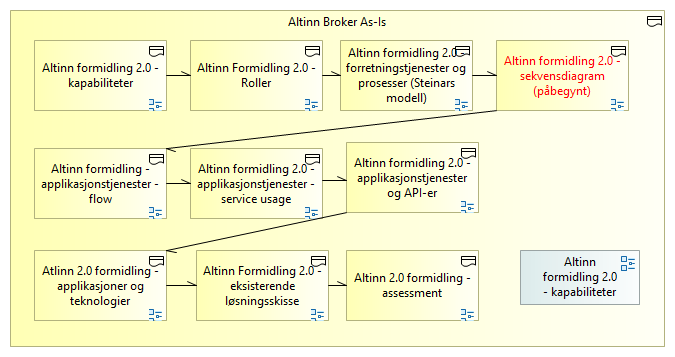 Altinn Broker As-Is
Altinn formidling 2.0 -
kapabiliteter
Altinn Formidling 2.0 -
Roller
Altinn formidling 2.0 -
forretningstjenester og
prosesser (Steinars
modell)
Altinn formidling 2.0 -
sekvensdiagram
(påbegynt)
Altinn formidling -
applikasjonstjenester -
flow
Altinn formidling 2.0 -
applikasjonstjenester -
service usage
Altinn formidling 2.0 -
applikasjonstjenester
og API-er
Atlinn 2.0 formidling -
applikasjoner og
teknologier
Altinn Formidling 2.0 -
eksisterende
løsningsskisse
Altinn 2.0 formidling -
assessment
Altinn
formidling 2.0
- kapabiliteter